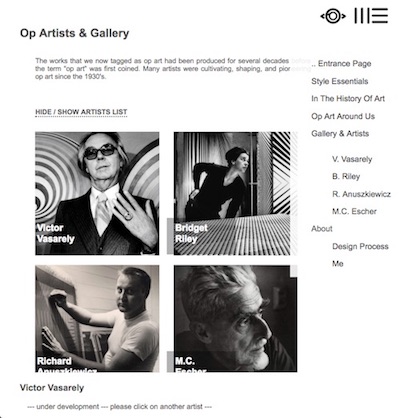 Op Artists & Gallery
The works that we now tagged as op art had been produced for several decades
the term "op art" was first coined. Many artists were cultivating, shaping, and pior
op art since the 1930's.
HIDE / SHOW ARTISTS LIST
Victor
Vasarely
Bridget
Riley
Richard
Anuszkiewicz
M.C.
Escher
Victor Vasarely
--- under development --- please click on another artist ---
.. Entrance Page
Style Essentials
In The History Of Art
Op Art Around Us
Gallery & Artists
V. Vasarely
B. Riley
R. Anuszkiewicz
M.C. Escher
About
Design Process
Me